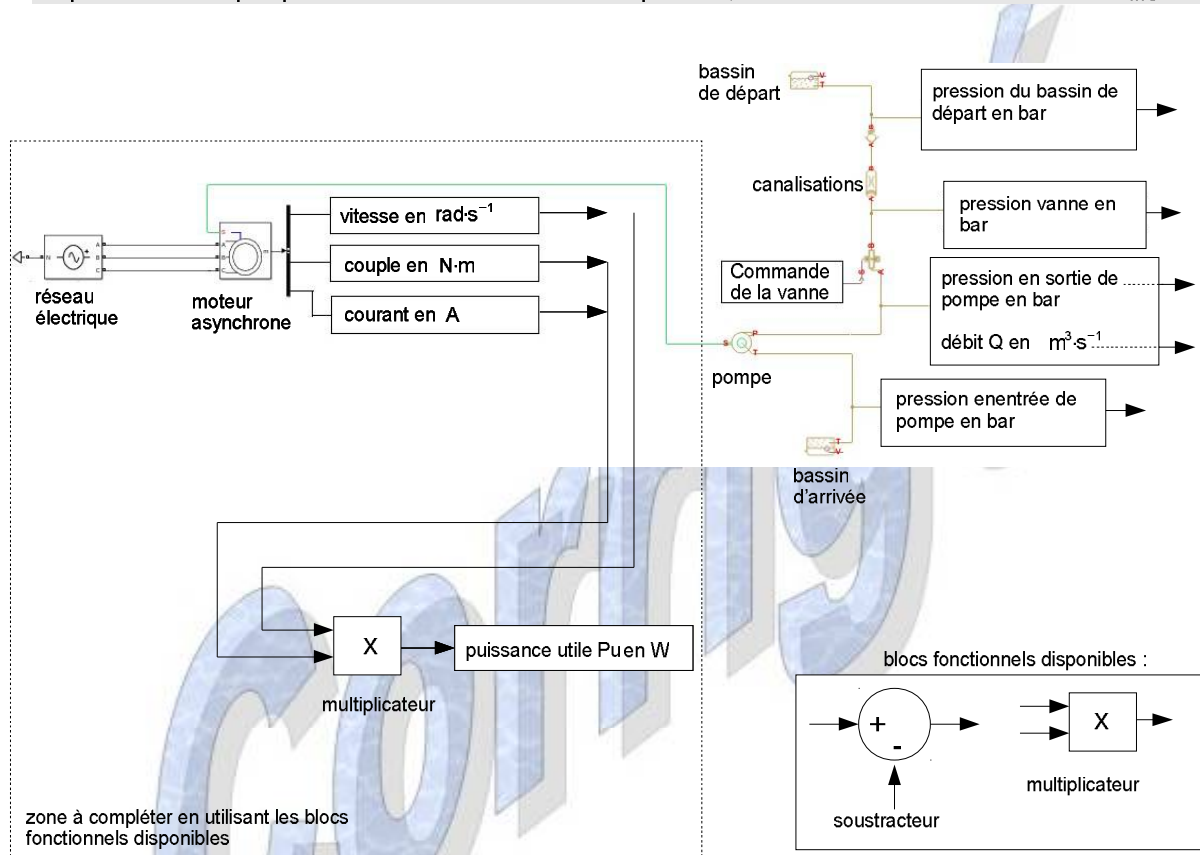 bassin
de départ
pression du bassin de
départ en bar
canalisations
pression vanne en
bar
vitesse en rad·s⁻¹
couple en N·m
courant en A
réseau
électrique
moteur
asynchrone
Commande
de la vanne
pression en sortie de
pompe en bar
débit Q en m³·s⁻¹
pompe
pression enentrée de
pompe en bar
bassin
d'arrivée
X
puissance utile Pu en W
multiplicateur
blocs fonctionnels disponibles :
+
-
X
multiplicateur
soustracteur
zone à compléter en utilisant les blocs
fonctionnels disponibles
corrig